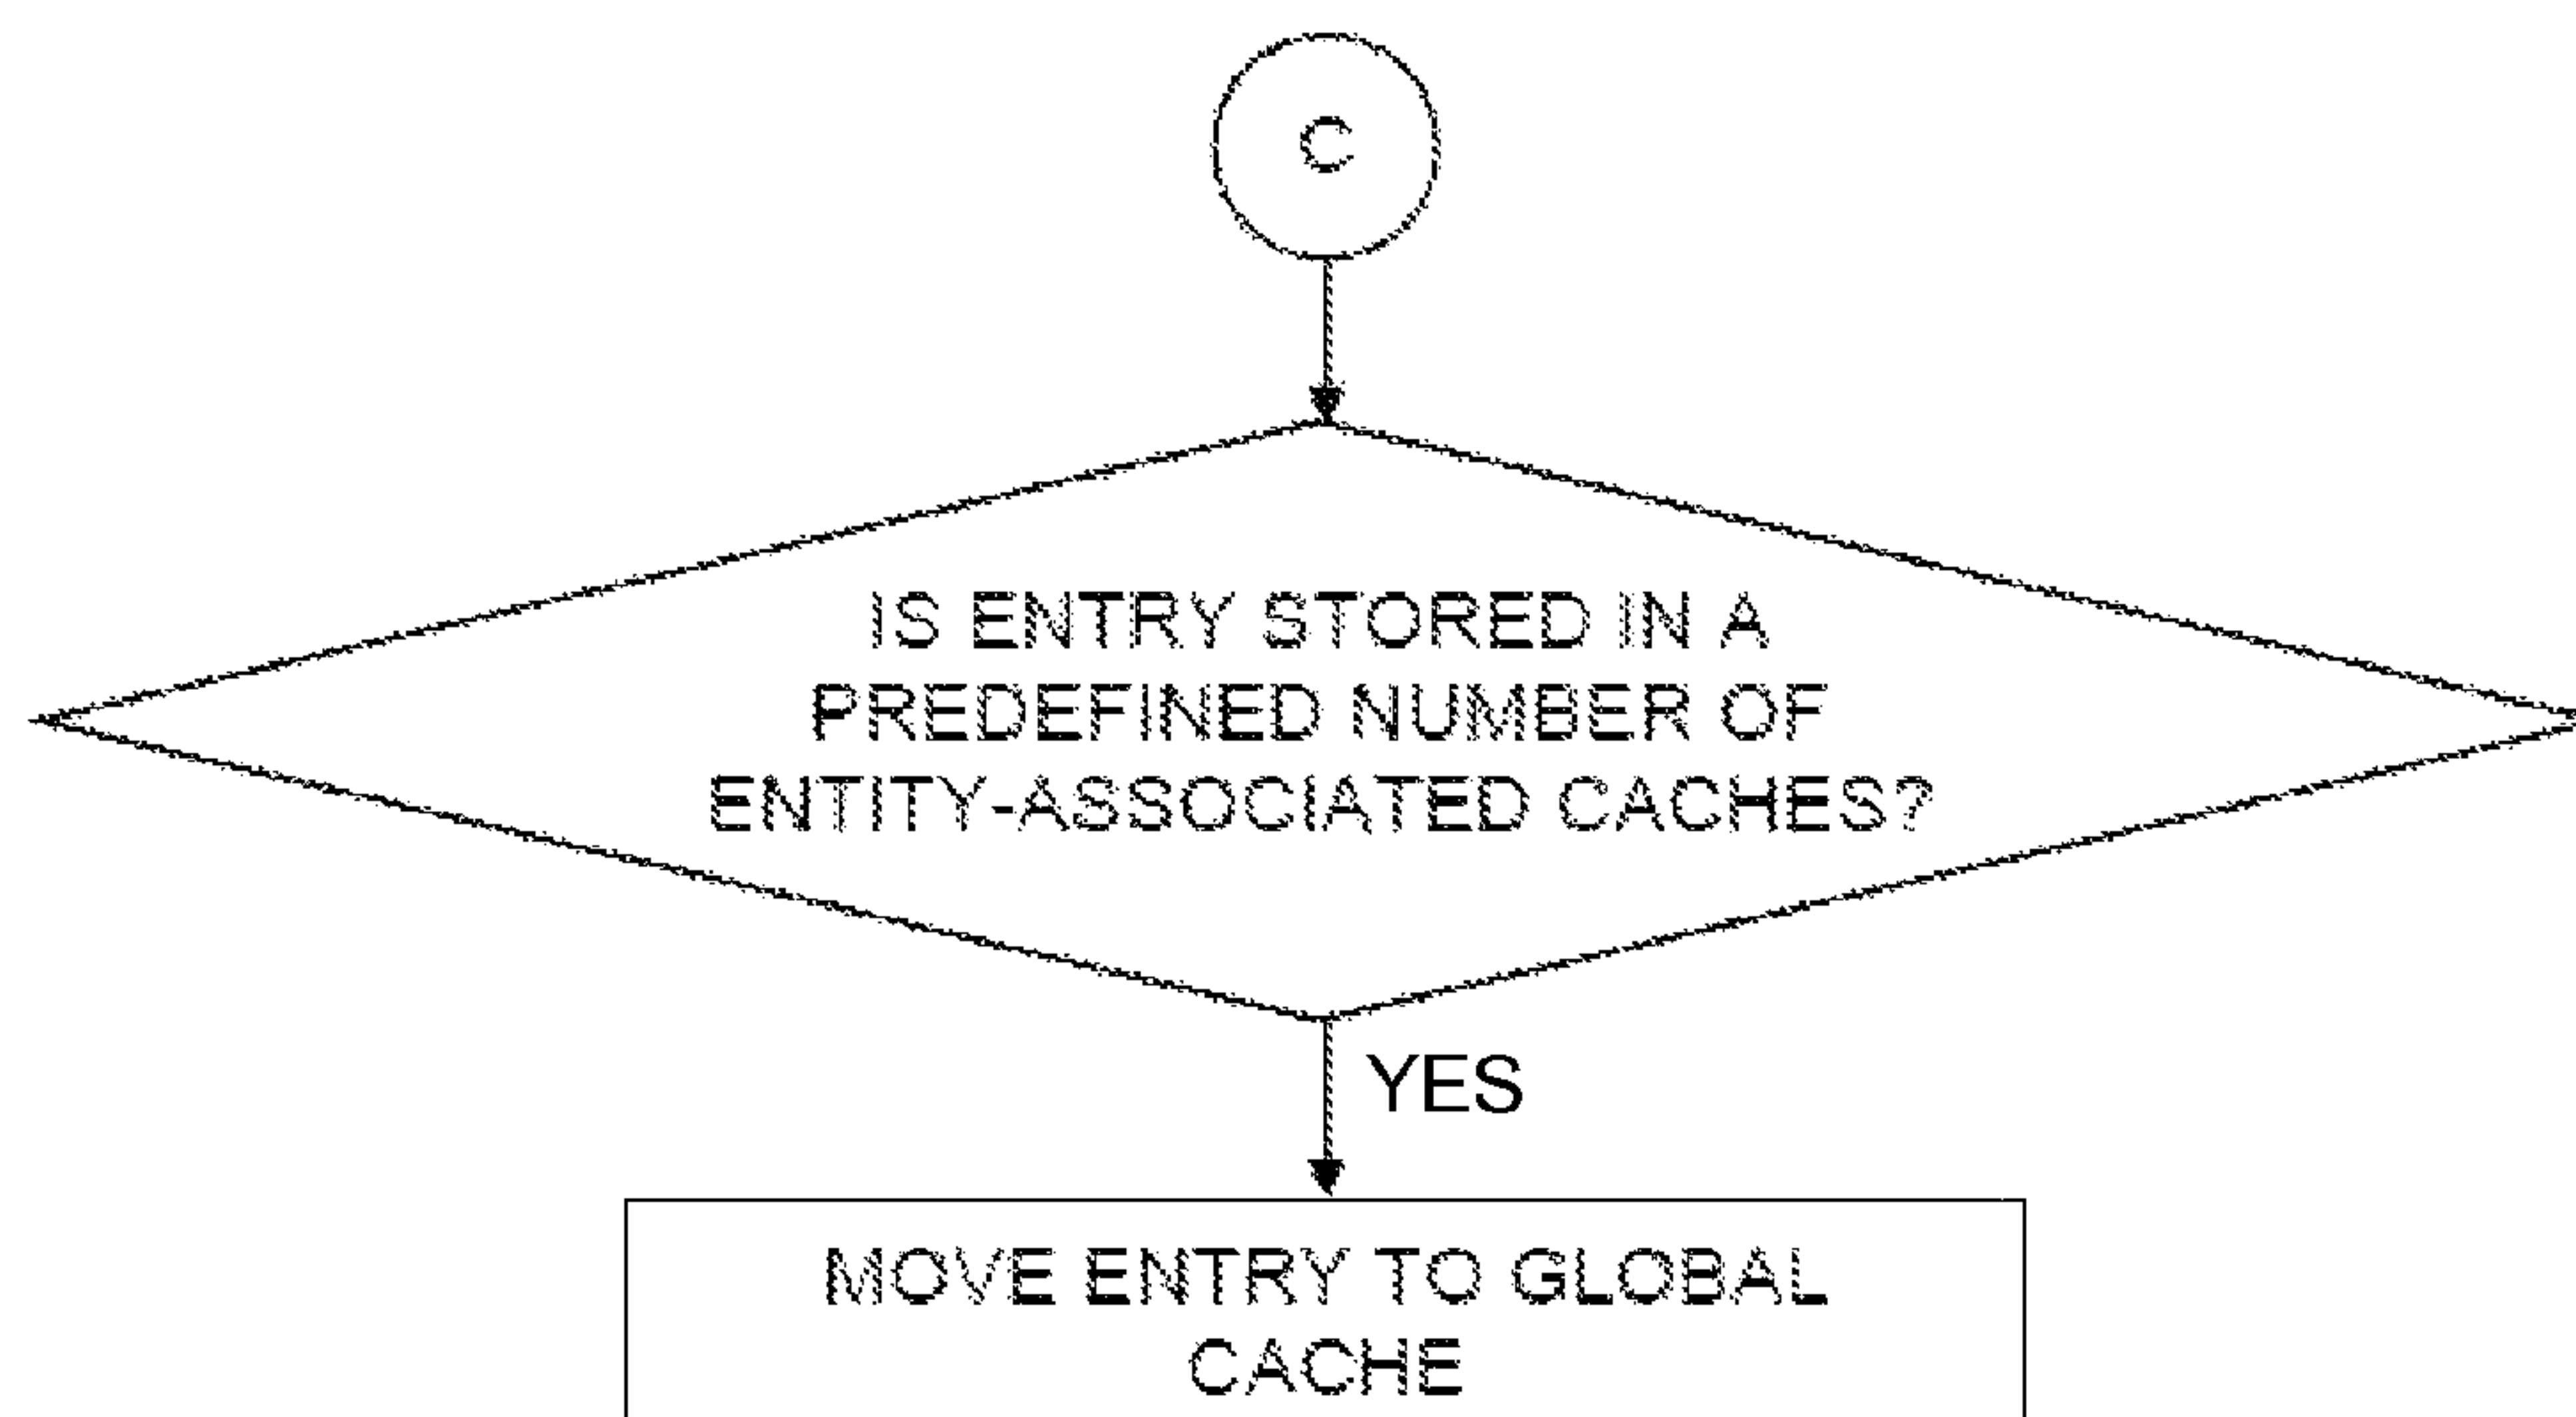 C
IS ENTRY STORED IN A
PREDEFINED NUMBER OF
ENTITY-ASSOCIATED CACHES?
YES
MOVE ENTRY TO GLOBAL
CACHE